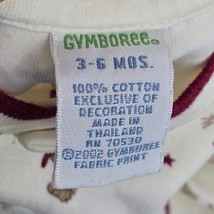 GYMBOREE®
3-6 MOS.
100% COTTON
EXCLUSIVE OF
DECORATION
MADE IN
THAILAND
RN 70530
©2002 GYMBOREE
FABRIC PRINT